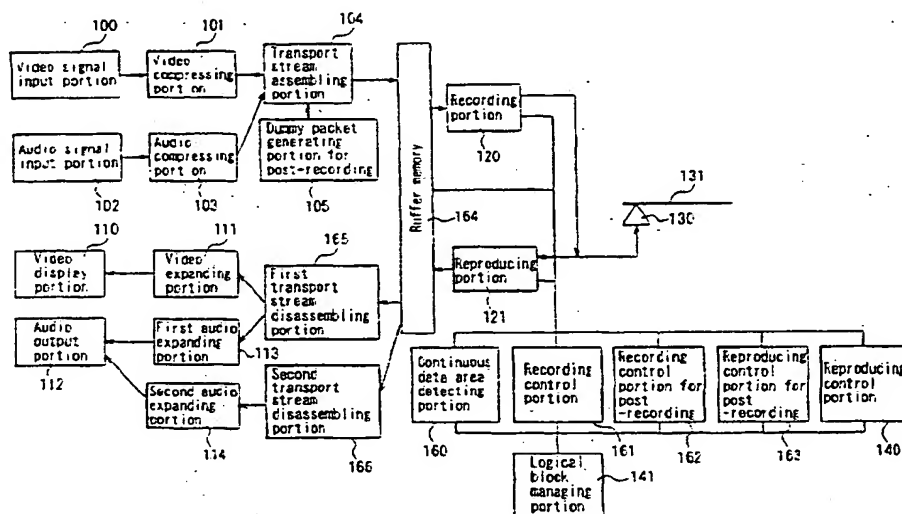 100
101
104
Video signal
input portion
Video
compressing
portion
Transport
stream
assembling
portion
Audio signal
input portion
Audio
compressing
portion
Dummy packet
generating
portion for
post-recording
102
103
105
Buffer memory
164
Recording
portion
120
131
130
Reproducing
portion
121
110
111
165
Video
display
portion
Video
expanding
portion
First
transport
stream
disassembling
portion
Audio
output
portion
112
First audio
expanding
portion
113
Second audio
expanding
portion
114
Second
transport
stream
disassembling
portion
166
Continuous
data area
detecting
portion
Recording
control
portion
Recording
control
portion for
post
-recording
Reproducing
control
portion for
post
-recording
Reproducing
control
portion
160
161
162
163
140
Logical
block
managing
portion
141